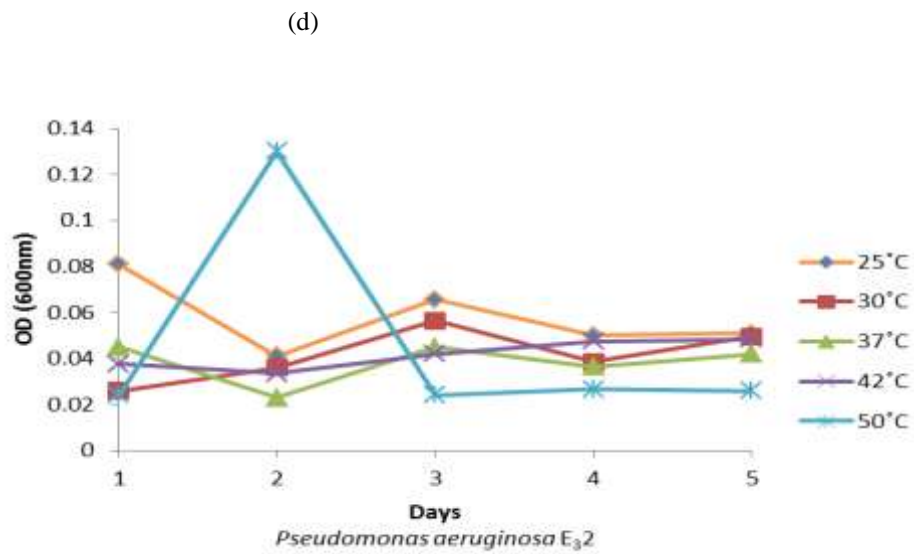 (d)
0.14
0.12
0.1
0.08
0.06
0.04
0.02
0
OD (600nm)
1 2 3 4 5
Days
Pseudomonas aeruginosa E₃2
25˚C
30˚C
37˚C
42˚C
50˚C